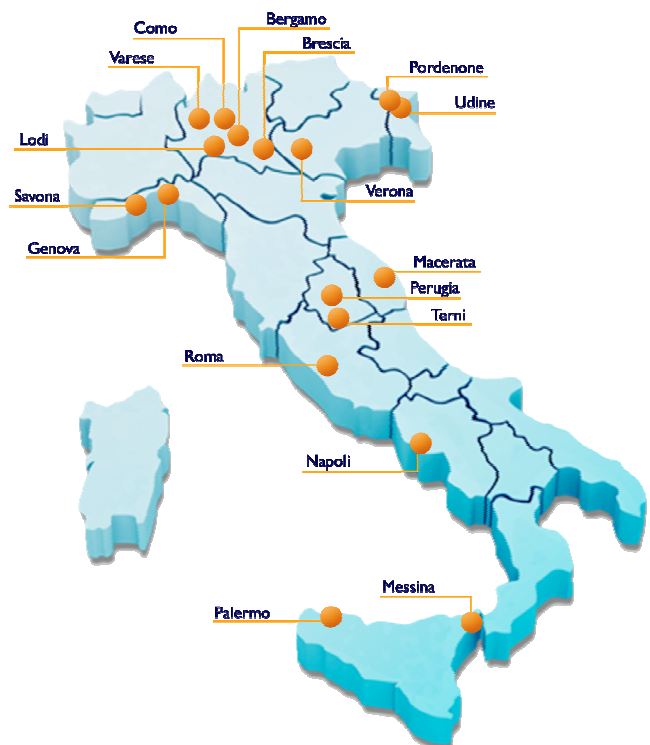 Bergamo
Como
Brescia
Varese
Pordenone
Udine
Lodi
Verona
Savona
Genova
Macerata
Perugia
Terni
Roma
Napoli
Messina
Palermo